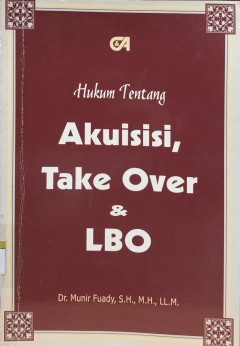 Hukum Tentang
Akuisisi,
Take Over
&
LBO
Dr. Munir Fuady, S.H., M.H., LL.M.